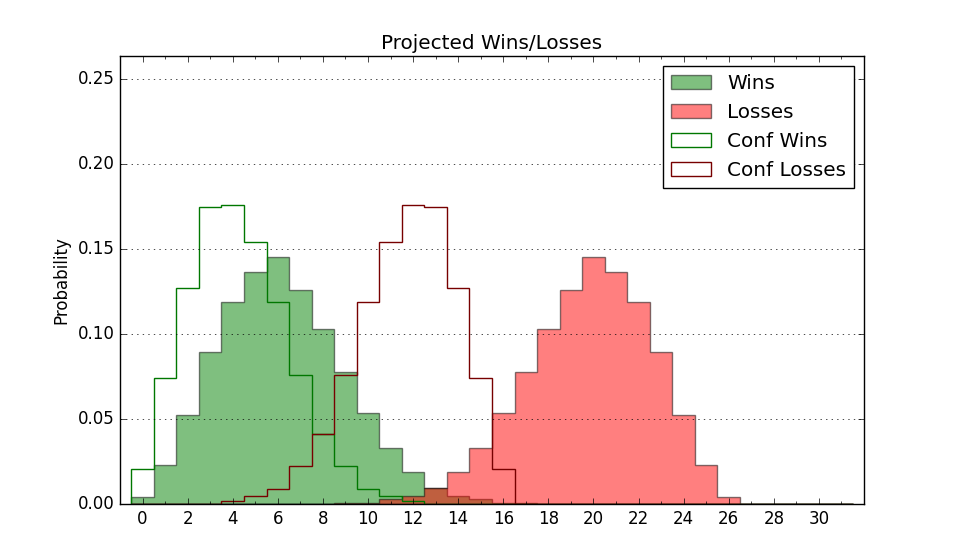 Projected Wins/Losses
0.25
0.20
0.15
0.10
0.05
0.00
Probability
Wins
Losses
Conf Wins
Conf Losses
0 2 4 6 8 10 12 14 16 18 20 22 24 26 28 30